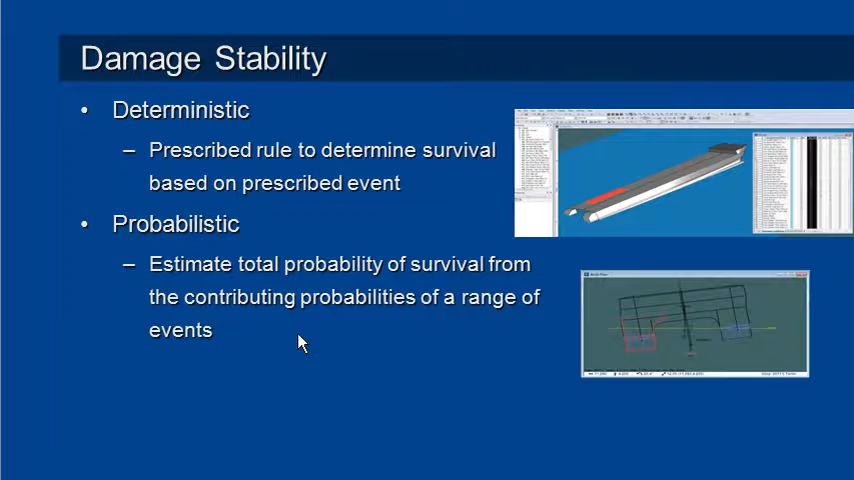 Damage Stability
• Deterministic
– Prescribed rule to determine survival
based on prescribed event
• Probabilistic
– Estimate total probability of survival from
the contributing probabilities of a range of
events